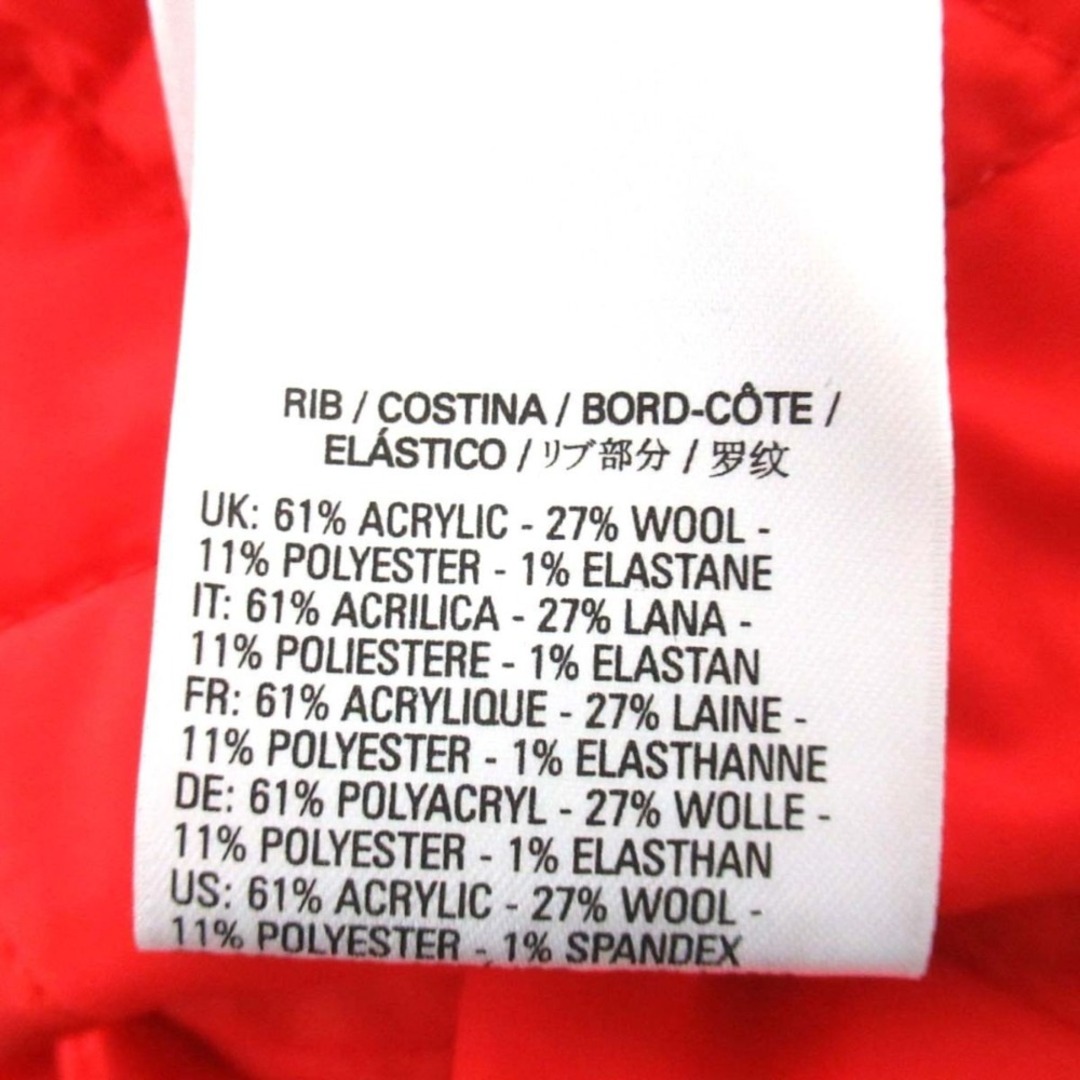 RIB / COSTINA / BORD-CÔTE /
ELÁSTICO / リブ部分 / 罗纹
UK: 61% ACRYLIC - 27% WOOL -
11% POLYESTER - 1% ELASTANE
IT: 61% ACRILICA - 27% LANA -
11% POLIESTERE - 1% ELASTAN
FR: 61% ACRYLIQUE - 27% LAINE -
11% POLYESTER - 1% ELASTHANNE
DE: 61% POLYACRYL - 27% WOLLE -
11% POLYESTER - 1% ELASTHAN
US: 61% ACRYLIC - 27% WOOL -
11% POLYESTER - 1% SPANDEX